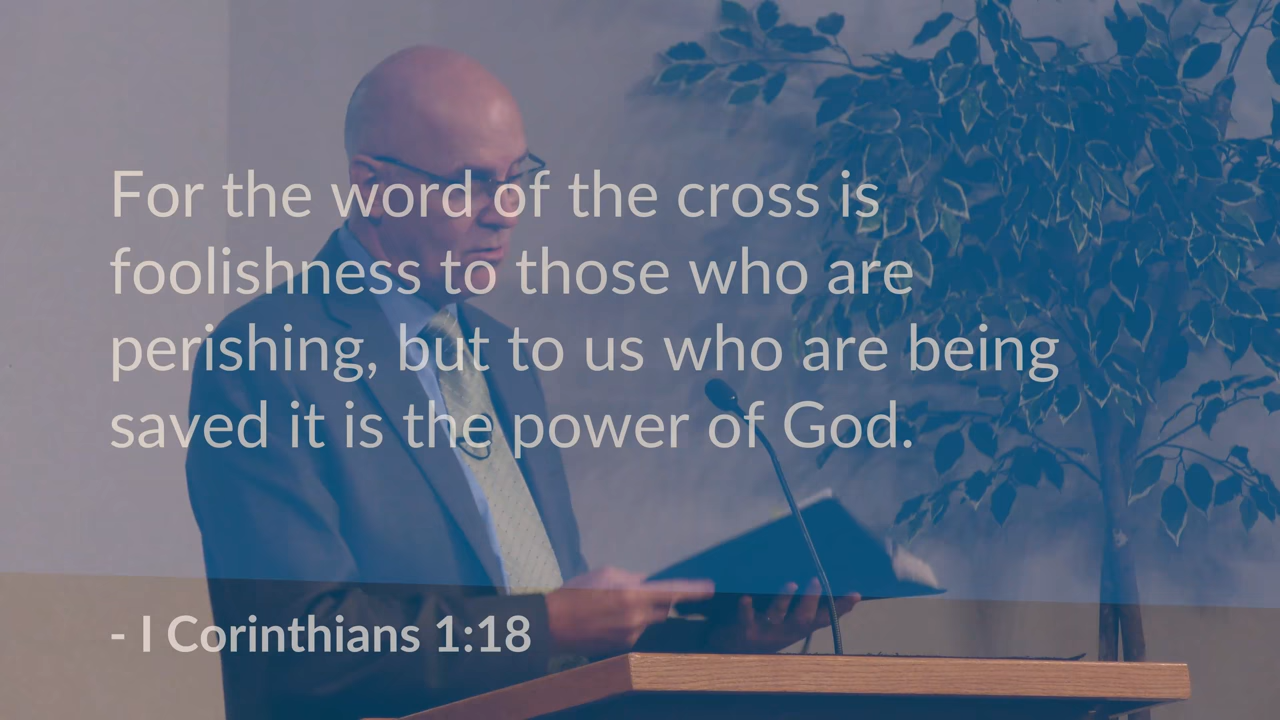 For the word of the cross is
foolishness to those who are
perishing, but to us who are being
saved it is the power of God.
- I Corinthians 1:18